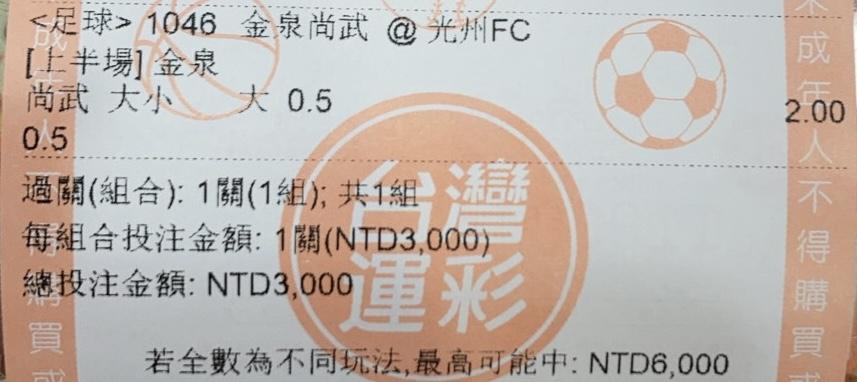 <足球> 1046 金泉尚武 @ 光州FC
[上半場] 金泉
尚武 大小 大 0.5 2.00
0.5
過關(組合): 1關(1組); 共1組
每組合投注金額: 1關(NTD3,000)
總投注金額: NTD3,000
若全數為不同玩法,最高可能中: NTD6,000
台灣
運彩
未成年人不得購買或